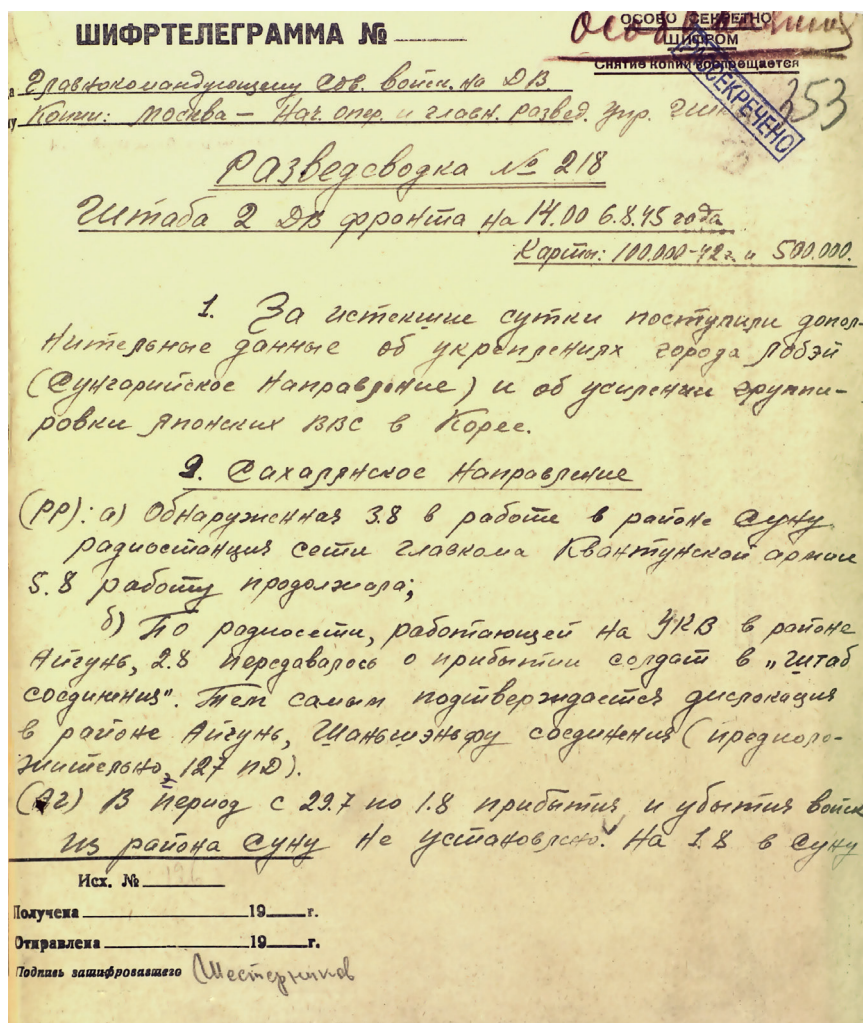 ШИФРТЕЛЕГРАММА №
ОСОБО СЕКРЕТНО
ШИФРОМ
Снятие копий воспрещается
РАССЕКРЕЧЕНО
353
Главнокомандующему Сов. войск. на ДВ.
Копии: Москва – Нач. опер. и главн. развед. упр.
Разведсводка № 218
Штаба 2 ДВ фронта на 14.00 6.8.45 года
Карты: 100.000-42г. и 500.000.
1. За истекшие сутки поступили допол-
нительные данные об укреплениях города Лобэй
(Сунгарийское направление) и об усилении группи-
ровки японских ВВС в Корее.
2. Сахалянское направление
(РР): а) Обнаруженная 3.8 в работе в районе Суну
радиостанция сети главкома Квантунской армии
5.8 работу продолжала;
б) По радиосети, работающей на УКВ в районе
Айгунь, 2.8 передавалось о прибытии солдат в „штаб
соединения". Тем самым подтверждается дислокация
в районе Айгунь, Шаньшэньфу соединения (предполо-
жительно, 127 пд).
(Аг) В период с 29.7 по 1.8 прибытия и убытия войск
из района Суну не установлено. На 1.8 в Суну
Исх. №
Получена 19 г.
Отправлена 19 г.
Подпись зашифровавшего Шестерников